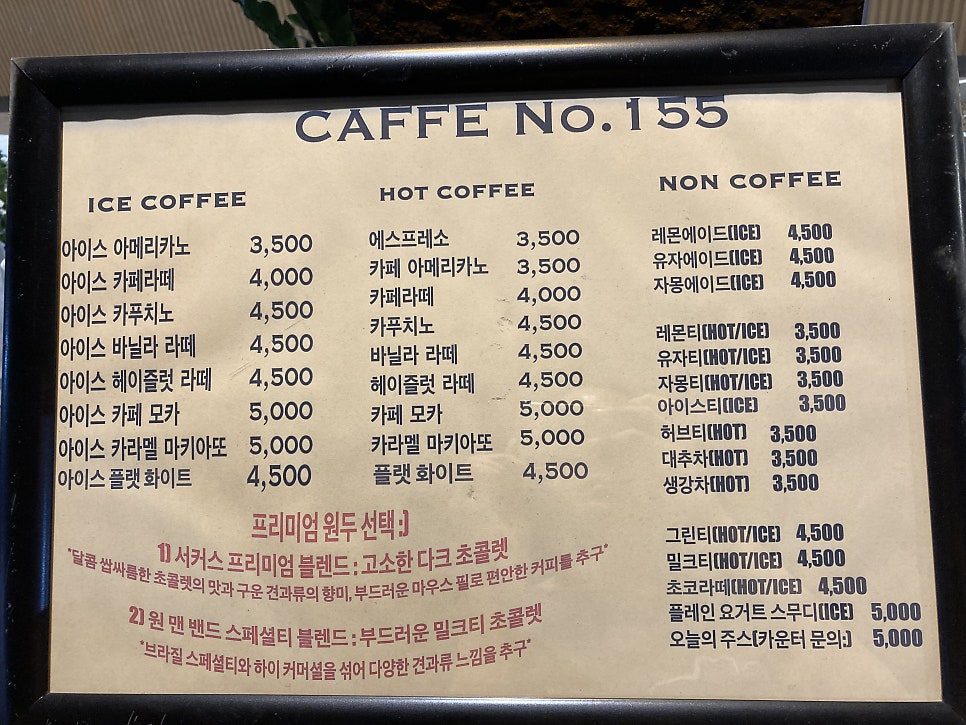 CAFFE No.155
ICE COFFEE
아이스 아메리카노 3,500
아이스 카페라떼 4,000
아이스 카푸치노 4,500
아이스 바닐라 라떼 4,500
아이스 헤이즐럿 라떼 4,500
아이스 카페 모카 5,000
아이스 카라멜 마키아또 5,000
아이스 플랫 화이트 4,500
HOT COFFEE
에스프레소 3,500
카페 아메리카노 3,500
카페라떼 4,000
카푸치노 4,500
바닐라 라떼 4,500
헤이즐럿 라떼 4,500
카페 모카 5,000
카라멜 마키아또 5,000
플랫 화이트 4,500
NON COFFEE
레몬에이드(ICE) 4,500
유자에이드(ICE) 4,500
자몽에이드(ICE) 4,500
레몬티(HOT/ICE) 3,500
유자티(HOT/ICE) 3,500
자몽티(HOT/ICE) 3,500
아이스티(ICE) 3,500
허브티(HOT) 3,500
대추차(HOT) 3,500
생강차(HOT) 3,500
그린티(HOT/ICE) 4,500
밀크티(HOT/ICE) 4,500
초코라떼(HOT/ICE) 4,500
플레인 요거트 스무디(ICE) 5,000
오늘의 주스(카운터 문의:) 5,000
프리미엄 원두 선택:)
1) 서커스 프리미엄 블렌드 : 고소한 다크 초콜렛
*달콤 쌉싸름한 초콜렛의 맛과 구운 견과류의 향미, 부드러운 마우스 필로 편안한 커피를 추구*
2) 원 맨 밴드 스페셜티 블렌드 : 부드러운 밀크티 초콜렛
*브라질 스페셜티와 하이 커머셜을 섞어 다양한 견과류 느낌을 추구*